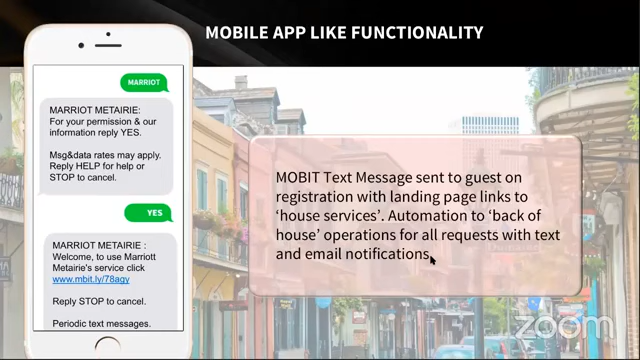 MOBILE APP LIKE FUNCTIONALITY
MARRIOT
MARRIOT METAIRIE:
For your permission & our
information reply YES.
Msg&data rates may apply.
Reply HELP for help or
STOP to cancel.
YES
MARRIOT METAIRIE :
Welcome, to use Marriott
Metairie's service click
www.mbit.ly/78agy
Reply STOP to cancel.
Periodic text messages.
MOBIT Text Message sent to guest on
registration with landing page links to
‘house services’. Automation to ‘back of
house’ operations for all requests with text
and email notifications.
zoom